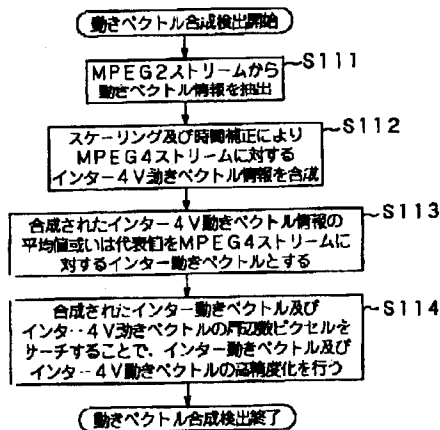 動きベクトル合成検出開始
S111
MPEG2ストリームから
動きベクトル情報を抽出
S112
スケーリング及び時間補正により
MPEG4ストリームに対する
インター4V動きベクトル情報を合成
S113
合成されたインター4V動きベクトル情報の
平均値或いは代表値をMPEG4ストリームに
対するインター動きベクトルとする
S114
合成されたインター動きベクトル及び
インター4V動きベクトルの周辺数ピクセルを
サーチすることで、インター動きベクトル及び
インター4V動きベクトルの高精度化を行う
動きベクトル合成検出終了